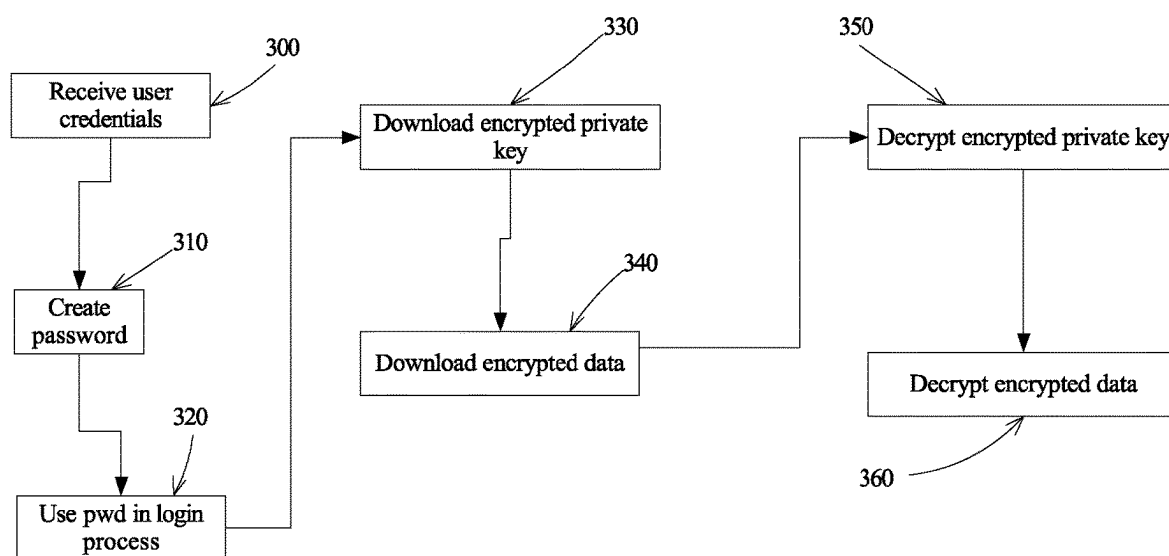 300
Receive user
credentials
310
Create
password
320
Use pwd in login
process
330
Download encrypted private
key
340
Download encrypted data
350
Decrypt encrypted private key
Decrypt encrypted data
360